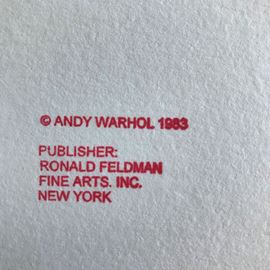 © ANDY WARHOL 1983
PUBLISHER:
RONALD FELDMAN
FINE ARTS. INC.
NEW YORK